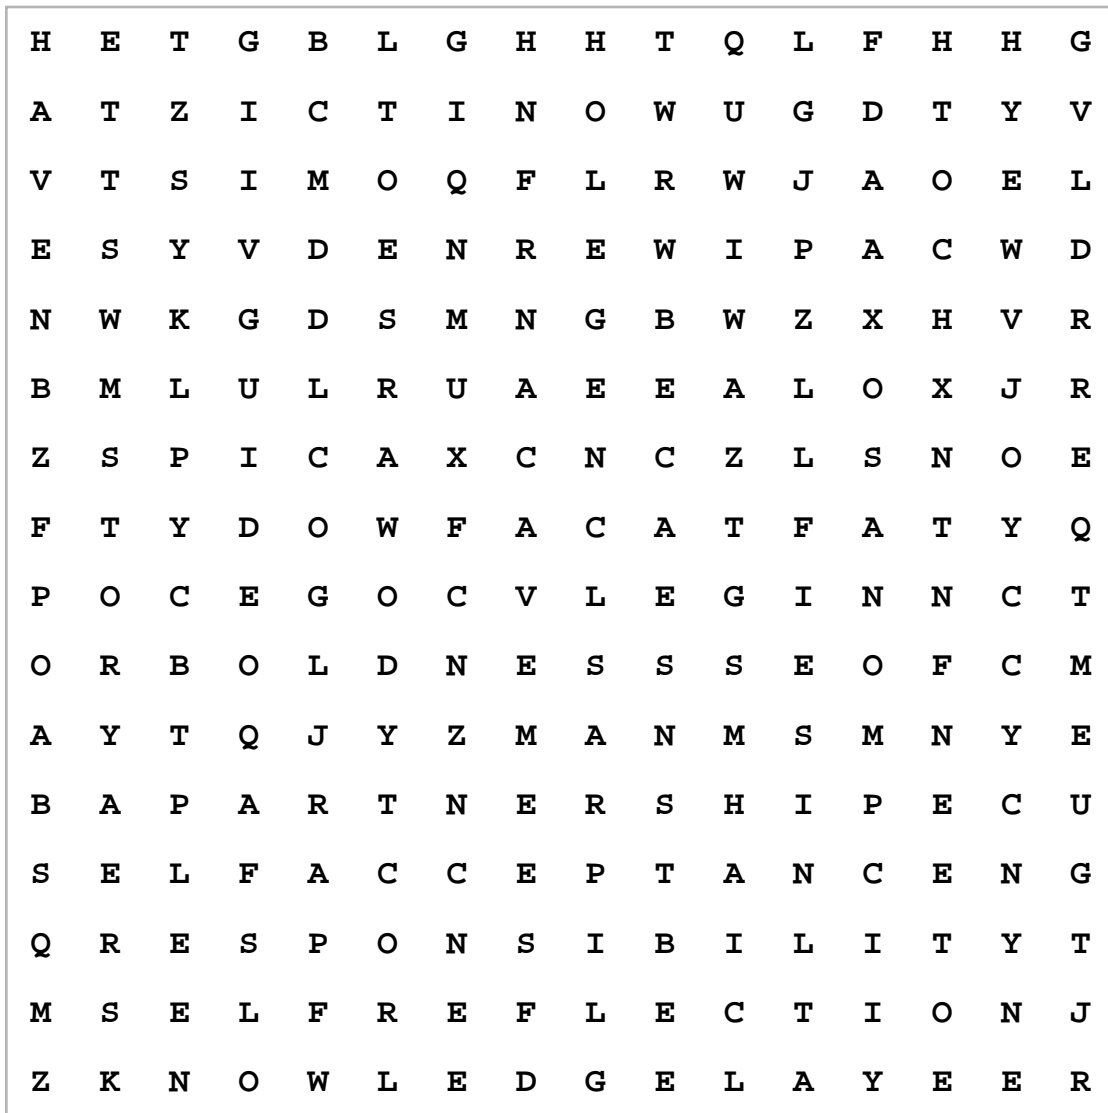 H E T G B L G H H T Q L F H H G
A T Z I C T I N O W U G D T Y V
V T S I M O Q F L R W J A O E L
E S Y V D E N R E W I P A C W D
N W K G D S M N G B W Z X H V R
B M L U L R U A E E A L O X J R
Z S P I C A X C N C Z L S N O E
F T Y D O W F A C A T F A T Y Q
P O C E G O C V L E G I N N C T
O R B O L D N E S S S E O F C M
A Y T Q J Y Z M A N M S M N Y E
B A P A R T N E R S H I P E C U
S E L F A C C E P T A N C E N G
Q R E S P O N S I B I L I T Y T
M S E L F R E F L E C T I O N J
Z K N O W L E D G E L A Y E E R